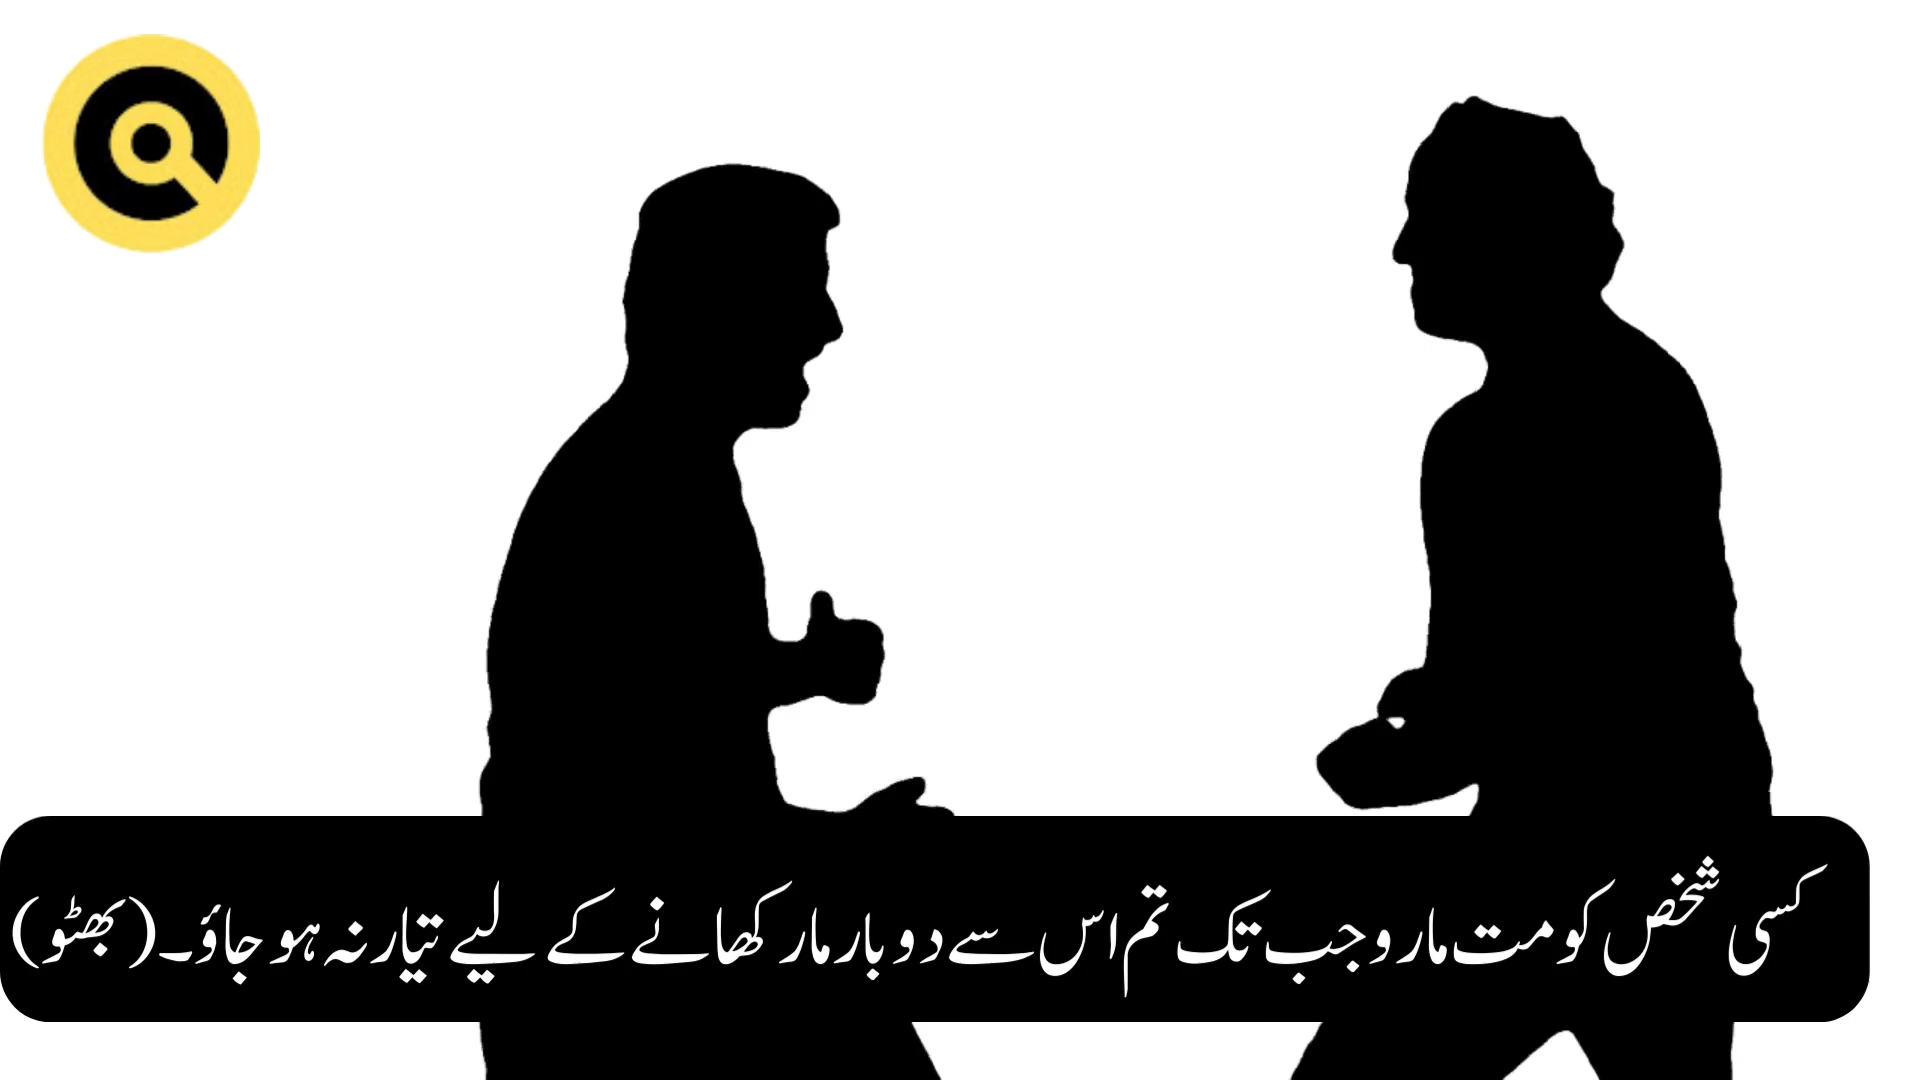 کسی شخص کو مت مارو جب تک تم اس سے دو بار مار کھانے کے لیے تیار نہ ہو جاؤ۔(بھٹو)